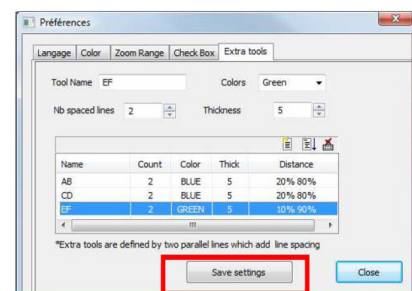 Préférences
Langage Color Zoom Range Check Box Extra tools
Tool Name EF Colors Green
Nb spaced lines 2 Thickness 5
Name Count Color Thick Distance
AB 2 BLUE 5 20% 80%
CD 2 BLUE 5 20% 80%
EF 2 GREEN 5 10% 90%
"Extra tools are defined by two parallel lines which add line spacing
Save settings Close